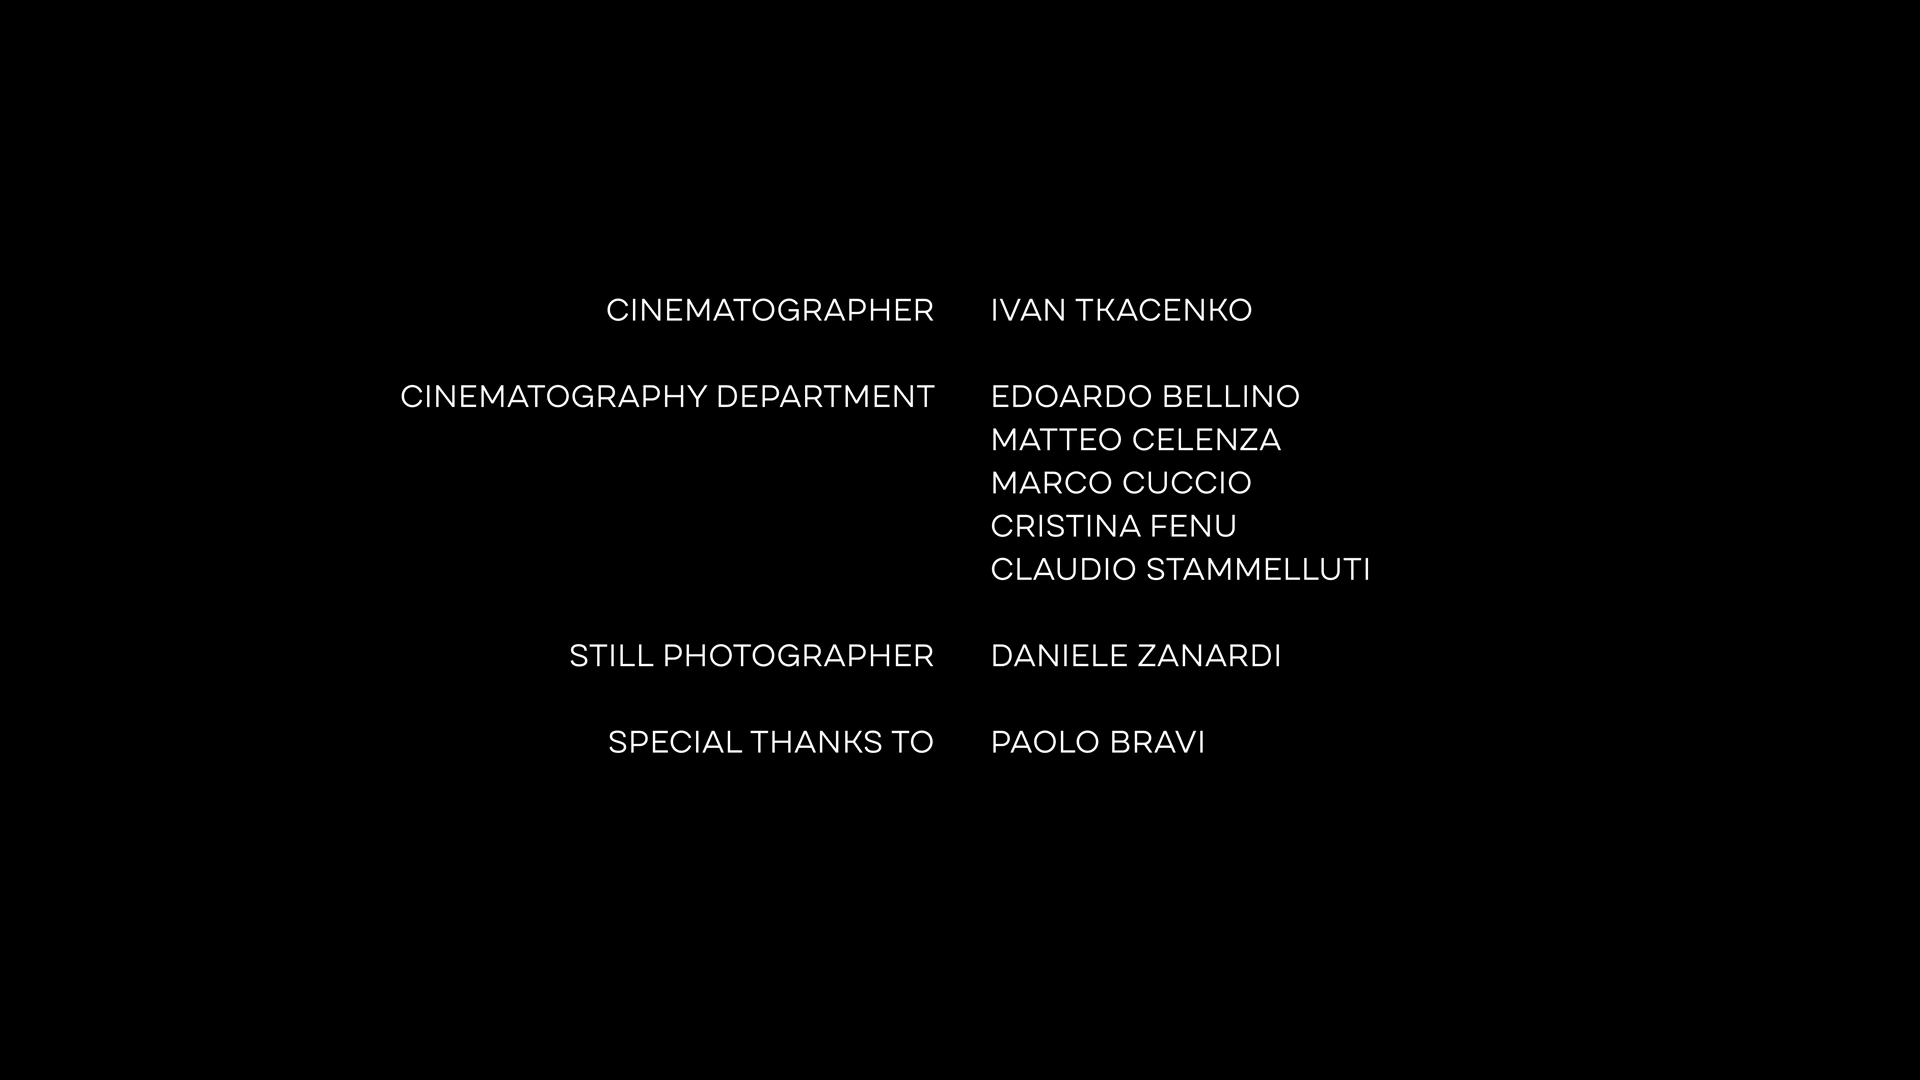 CINEMATOGRAPHER IVAN TKACENKO
CINEMATOGRAPHY DEPARTMENT EDOARDO BELLINO
MATTEO CELENZA
MARCO CUCCIO
CRISTINA FENU
CLAUDIO STAMMELLUTI
STILL PHOTOGRAPHER DANIELE ZANARDI
SPECIAL THANKS TO PAOLO BRAVI